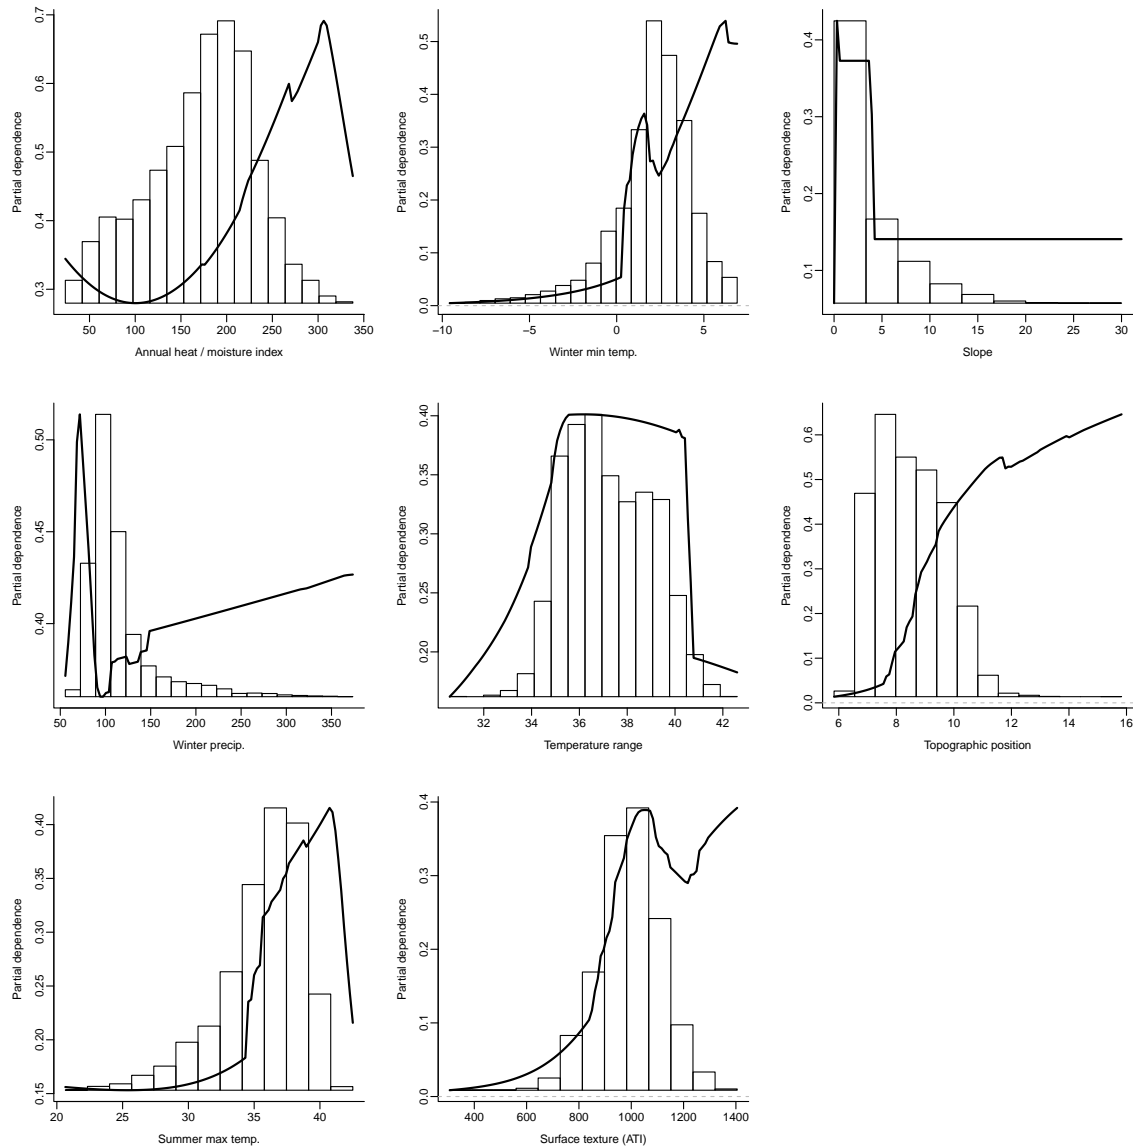 0.3 0.4 0.5 0.6 0.7
Partial dependence
50 100 150 200 250 300 350
Annual heat / moisture index
0.0 0.1 0.2 0.3 0.4 0.5
Partial dependence
−10 −5 0 5
Winter min temp.
0.1 0.2 0.3 0.4
Partial dependence
0 5 10 15 20 25 30
Slope
0.40 0.45 0.50
Partial dependence
50 100 150 200 250 300 350
Winter precip.
0.20 0.25 0.30 0.35 0.40
Partial dependence
32 34 36 38 40 42
Temperature range
0.0 0.1 0.2 0.3 0.4 0.5 0.6
Partial dependence
6 8 10 12 14 16
Topographic position
0.15 0.20 0.25 0.30 0.35 0.40
Partial dependence
20 25 30 35 40
Summer max temp.
0.0 0.1 0.2 0.3 0.4
Partial dependence
400 600 800 1000 1200 1400
Surface texture (ATI)